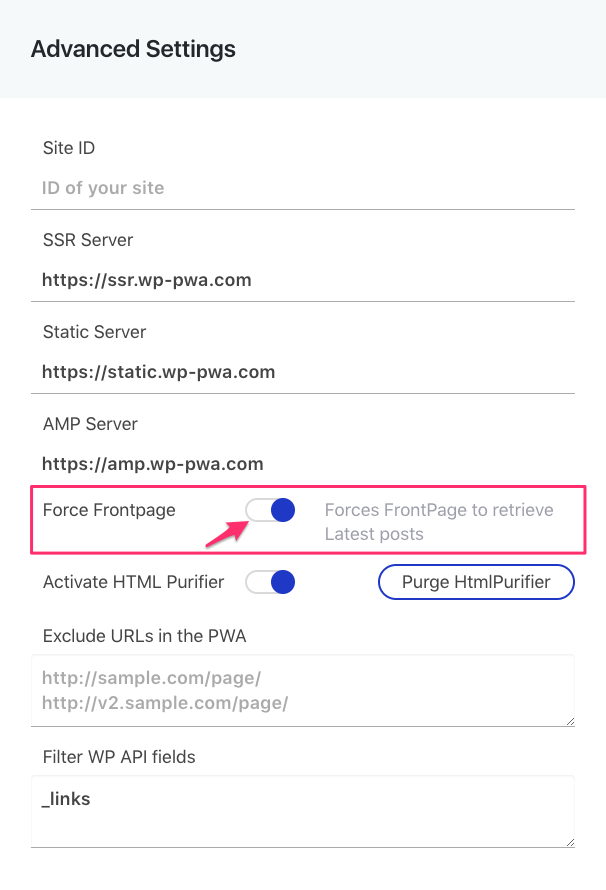 Advanced Settings
Site ID
ID of your site
SSR Server
https://ssr.wp-pwa.com
Static Server
https://static.wp-pwa.com
AMP Server
https://amp.wp-pwa.com
Force Frontpage
Forces FrontPage to retrieve
Latest posts
Activate HTML Purifier
Purge HtmlPurifier
Exclude URLs in the PWA
http://sample.com/page/
http://v2.sample.com/page/
Filter WP API fields
_links